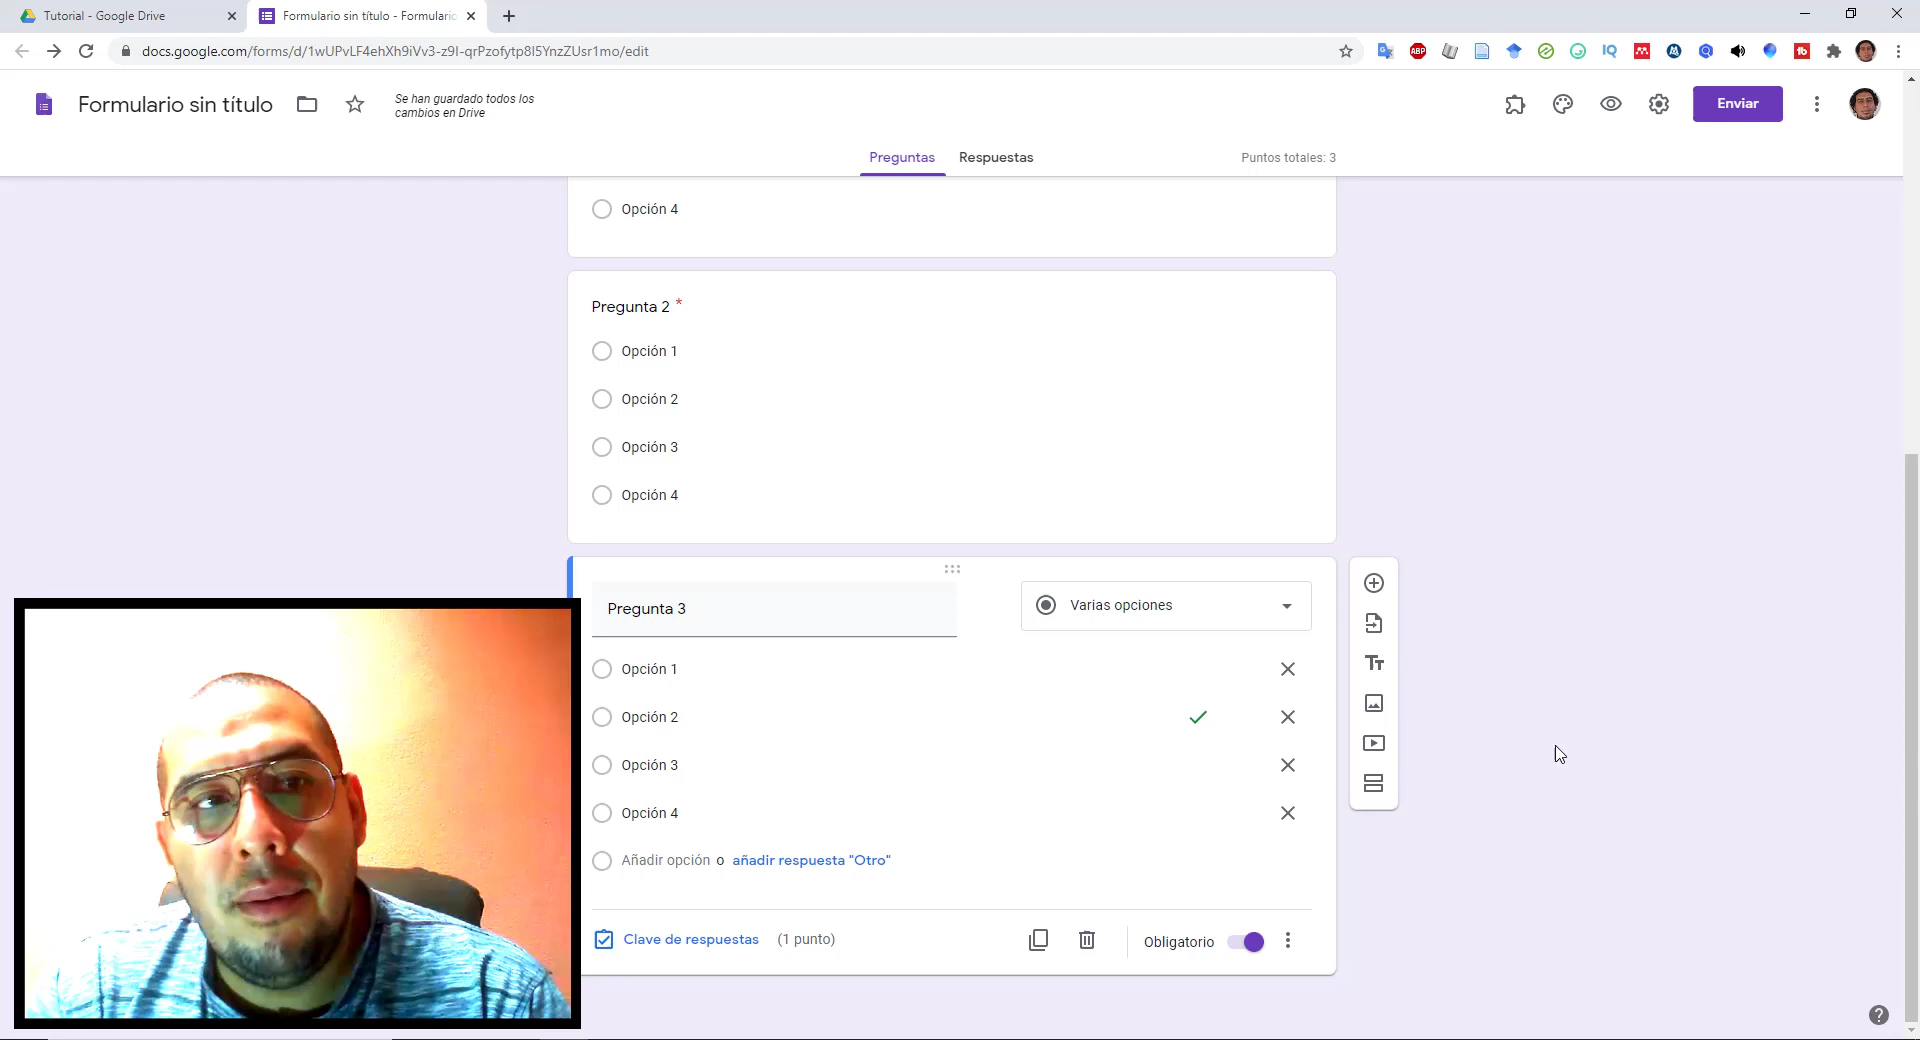 Tutorial - Google Drive
Formulario sin título - Formulario
docs.google.com/forms/d/1wUPvLF4ehXh9iVv3-z9I-qrPzofytp8I5YnzZUsr1mo/edit
ABP
IQ
Formulario sin título
Se han guardado todos los
cambios en Drive
Enviar
Preguntas
Respuestas
Puntos totales: 3
Opción 4
Pregunta 2 *
Opción 1
Opción 2
Opción 3
Opción 4
Pregunta 3
Varias opciones
Opción 1
Opción 2
Opción 3
Opción 4
Añadir opción o añadir respuesta "Otro"
Clave de respuestas (1 punto)
Obligatorio